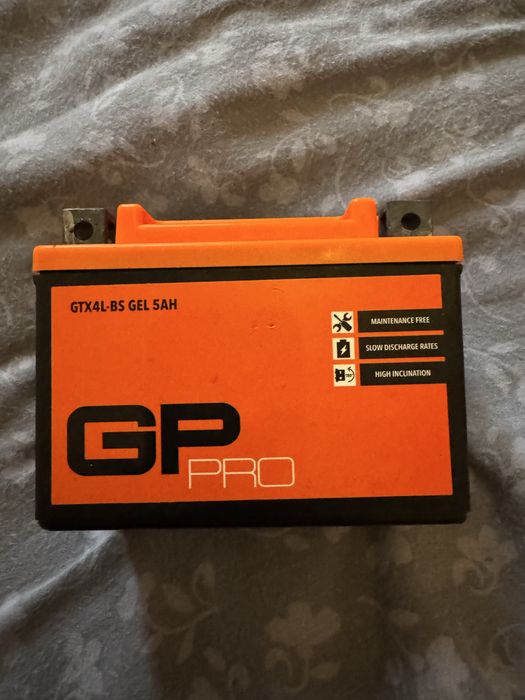 GTX4L-BS GEL 5AH
MAINTENANCE FREE
SLOW DISCHARGE RATES
HIGH INCLINATION
GP
PRO